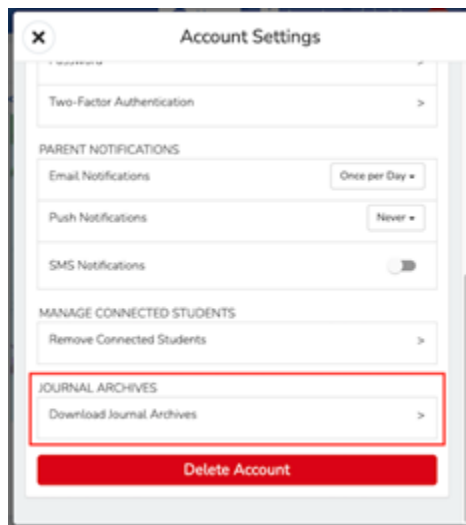 Account Settings
Password
Two-Factor Authentication >
PARENT NOTIFICATIONS
Email Notifications Once per Day
Push Notifications Never
SMS Notifications
MANAGE CONNECTED STUDENTS
Remove Connected Students >
JOURNAL ARCHIVES
Download Journal Archives >
Delete Account